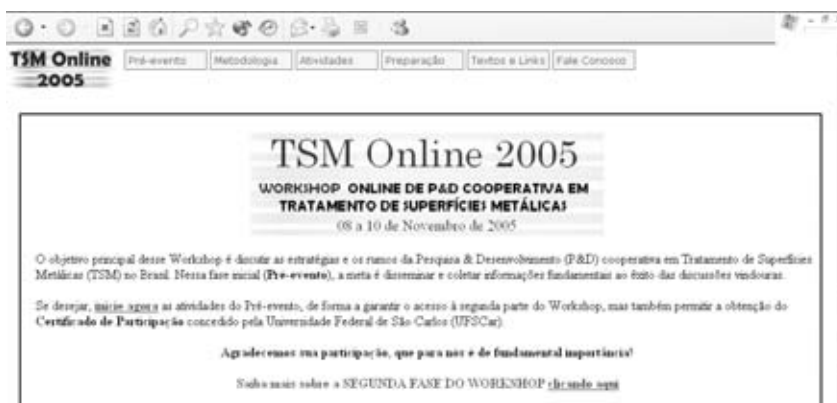 TSM Online
2005
Pré-evento Metodologia Atividades Preparação Textos e Links Fale Conosco
TSM Online 2005
WORKSHOP ONLINE DE P&D COOPERATIVA EM
TRATAMENTO DE SUPERFÍCIES METÁLICAS
08 a 10 de Novembro de 2005
O objetivo principal desse Workshop é discutir as estratégias e os rumos da Pesquisa & Desenvolvimento (P&D) cooperativa em Tratamento de Superfícies
Metálicas (TSM) no Brasil. Nessa fase inicial (Pré-evento), a meta é disseminar e coletar informações fundamentais ao êxito das discussões vindouras.
Se desejar, inicie agora as atividades do Pré-evento, de forma a garantir o acesso à segunda parte do Workshop, mas também permitir a obtenção do
Certificado de Participação concedido pela Universidade Federal de São Carlos (UFSCar).
Agradecemos sua participação, que para nós é de fundamental importância!
Saiba mais sobre a SEGUNDA FASE DO WORKSHOP clicando aqui